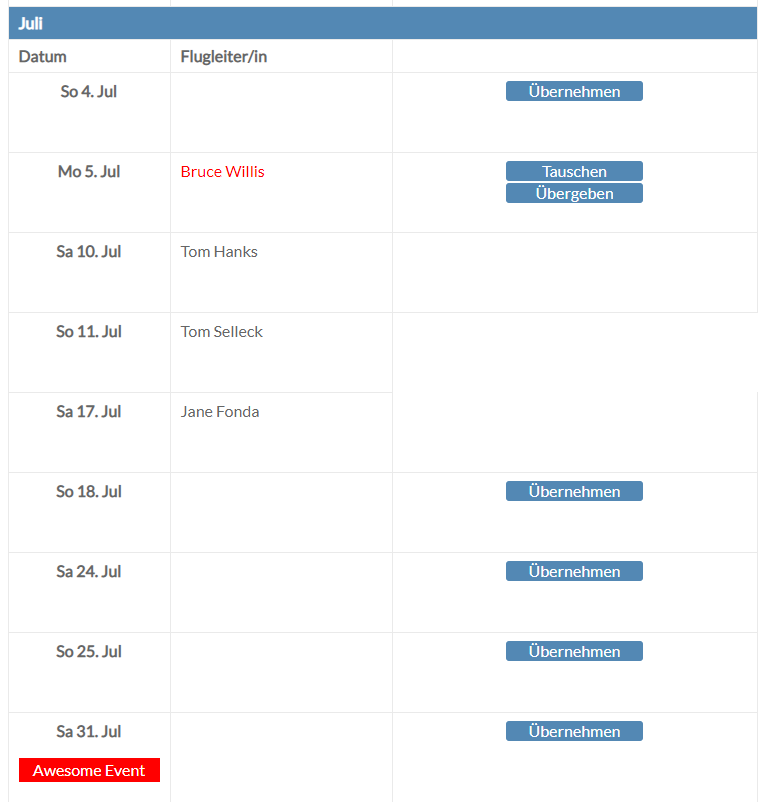 Juli
Datum Flugleiter/in
So 4. Jul Übernehmen
Mo 5. Jul Bruce Willis Tauschen
Übergeben
Sa 10. Jul Tom Hanks
So 11. Jul Tom Selleck
Sa 17. Jul Jane Fonda
So 18. Jul Übernehmen
Sa 24. Jul Übernehmen
So 25. Jul Übernehmen
Sa 31. Jul Übernehmen
Awesome Event